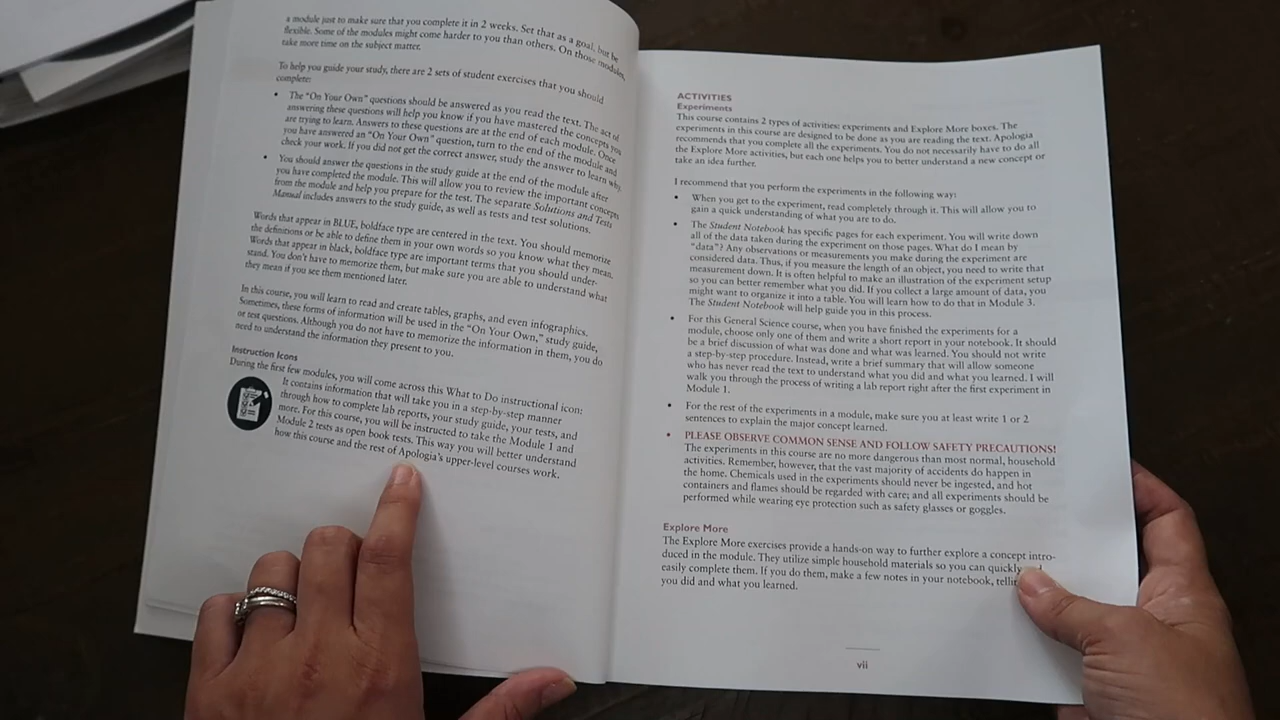 a module just to make sure that you complete it in 2 weeks. Set that as a goal, but be
flexible. Some of the modules might come harder to you than others. On those modules,
take more time on the subject matter.
To help you guide your study, there are 2 sets of student exercises that you should
complete:
• The "On Your Own" questions should be answered as you read the text. The act of
answering these questions will help you know if you have mastered the concepts you
are trying to learn. Answers to these questions are at the end of each module. Once
you have answered an "On Your Own" question, turn to the end of the module and
check your work. If you did not get the correct answer, study the answer to learn why.
• You should answer the questions in the study guide at the end of the module after
you have completed the module. This will allow you to review the important concepts
from the module and help you prepare for the test. The separate Solutions and Tests
Manual includes answers to the study guide, as well as tests and test solutions.
Words that appear in BLUE, boldface type are centered in the text. You should memorize
the definitions or be able to define them in your own words so you know what they mean.
Words that appear in black, boldface type are important terms that you should under-
stand. You don't have to memorize them, but make sure you are able to understand what
they mean if you see them mentioned later.
In this course, you will learn to read and create tables, graphs, and even infographics.
Sometimes, these forms of information will be used in the "On Your Own," study guide,
or test questions. Although you do not have to memorize the information in them, you do
need to understand the information they present to you.
Instruction Icons
During the first few modules, you will come across this What to Do instructional icon:
It contains information that will take you in a step-by-step manner
through how to complete lab reports, your study guide, your tests, and
more. For this course, you will be instructed to take the Module 1 and
Module 2 tests as open book tests. This way you will better understand
how this course and the rest of Apologia's upper-level courses work.
ACTIVITIES
Experiments
This course contains 2 types of activities: experiments and Explore More boxes. The
experiments in this course are designed to be done as you are reading the text. Apologia
recommends that you complete all the experiments. You do not necessarily have to do all
the Explore More activities, but each one helps you to better understand a new concept or
take an idea further.
I recommend that you perform the experiments in the following way:
• When you get to the experiment, read completely through it. This will allow you to
gain a quick understanding of what you are to do.
• The Student Notebook has specific pages for each experiment. You will write down
all of the data taken during the experiment on those pages. What do I mean by
"data"? Any observations or measurements you make during the experiment are
considered data. Thus, if you measure the length of an object, you need to write that
measurement down. It is often helpful to make an illustration of the experiment setup
so you can better remember what you did. If you collect a large amount of data, you
might want to organize it into a table. You will learn how to do that in Module 3.
The Student Notebook will help guide you in this process.
• For this General Science course, when you have finished the experiments for a
module, choose only one of them and write a short report in your notebook. It should
be a brief discussion of what was done and what was learned. You should not write
a step-by-step procedure. Instead, write a brief summary that will allow someone
who has never read the text to understand what you did and what you learned. I will
walk you through the process of writing a lab report right after the first experiment in
Module 1.
• For the rest of the experiments in a module, make sure you at least write 1 or 2
sentences to explain the major concept learned.
• PLEASE OBSERVE COMMON SENSE AND FOLLOW SAFETY PRECAUTIONS!
The experiments in this course are no more dangerous than most normal, household
activities. Remember, however, that the vast majority of accidents do happen in
the home. Chemicals used in the experiments should never be ingested, and hot
containers and flames should be regarded with care; and all experiments should be
performed while wearing eye protection such as safety glasses or goggles.
Explore More
The Explore More exercises provide a hands-on way to further explore a concept intro-
duced in the module. They utilize simple household materials so you can quickly
easily complete them. If you do them, make a few notes in your notebook,
you did and what you learned.
vii